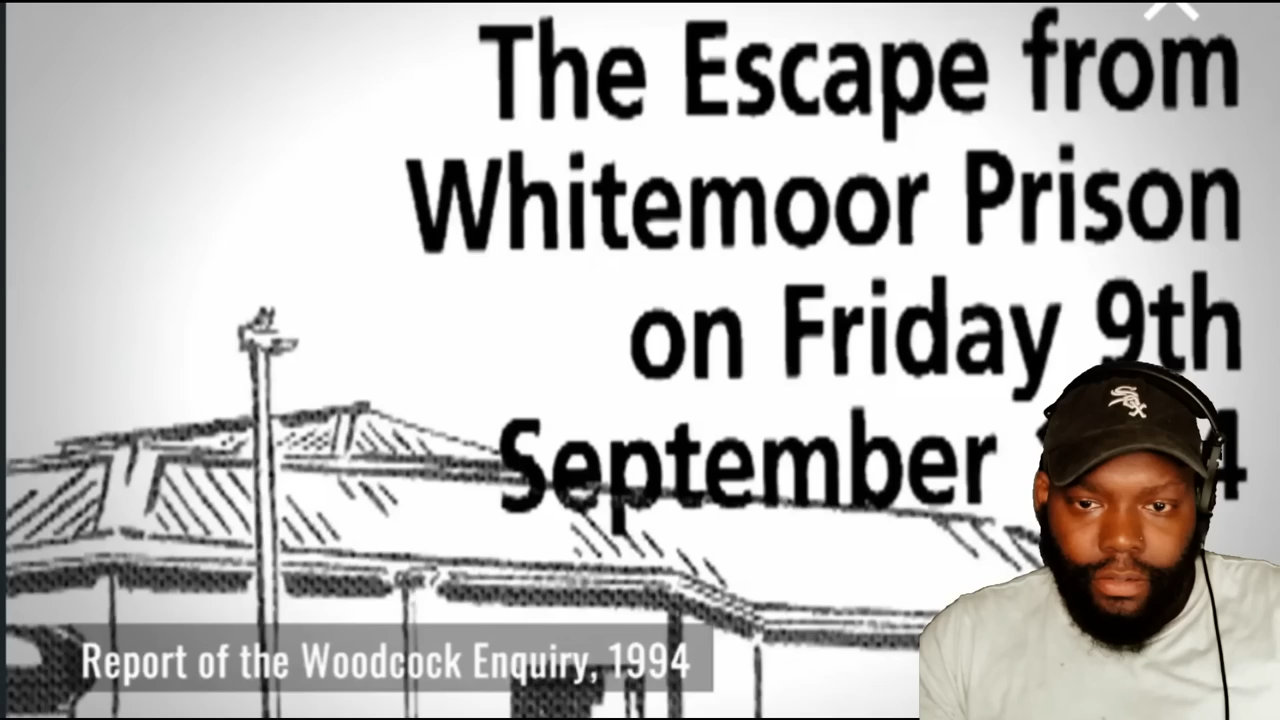 The Escape from
Whitemoor Prison
on Friday 9th
September
Report of the Woodcock Enquiry, 1994
Sox